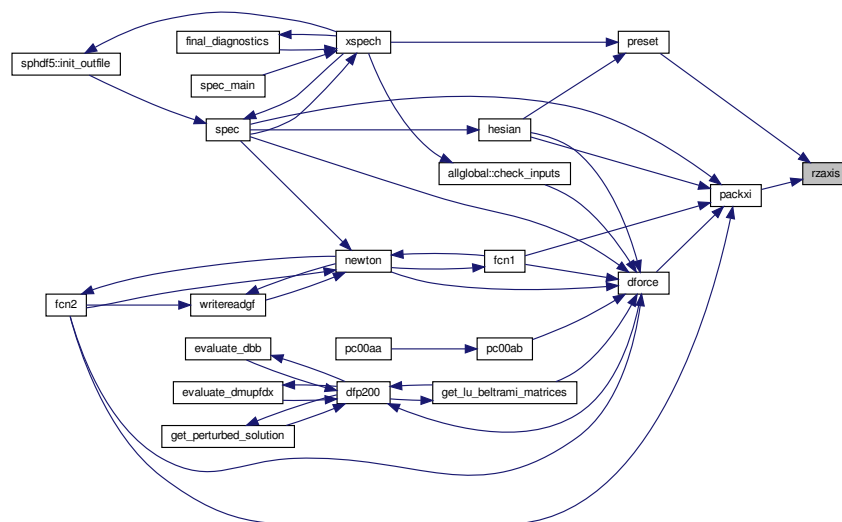 final_diagnostics
xspech
preset
sphdf5::init_outfile
spec_main
spec
hesian
allglobal::check_inputs
rzaxis
packxi
newton
fcn1
dforce
fcn2
writereadgf
evaluate_dbb
pc00aa
pc00ab
evaluate_dmupfdx
dfp200
get_lu_beltrami_matrices
get_perturbed_solution